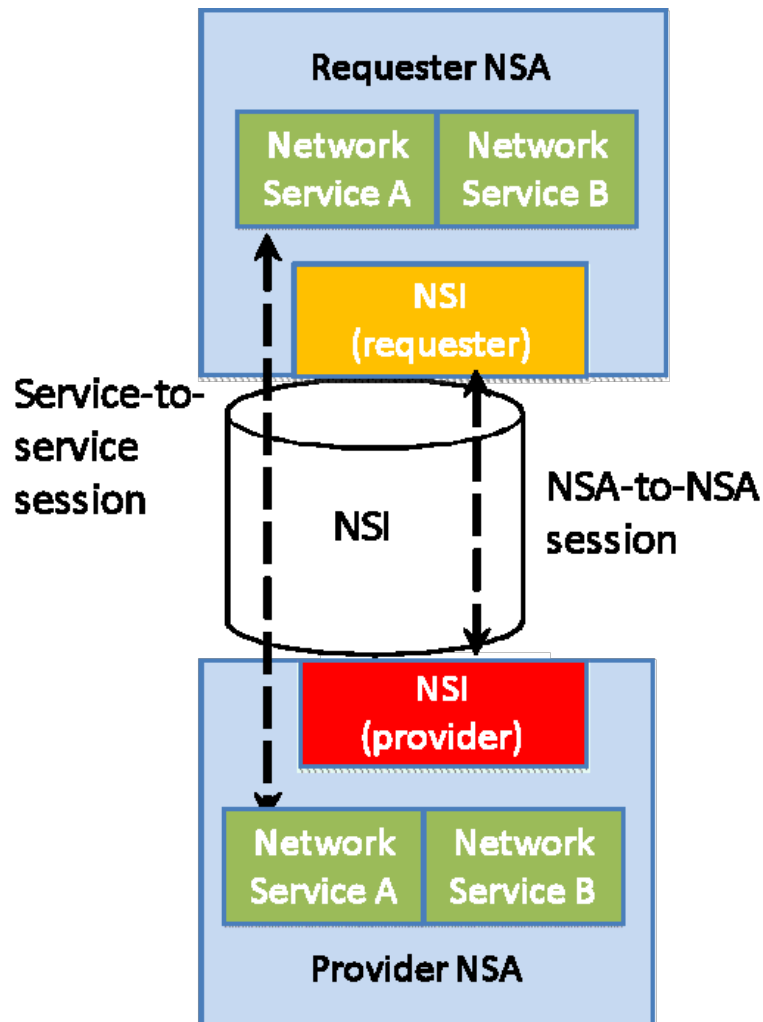 Requester NSA
Network
Service A
Network
Service B
NSI
(requester)
Service-to-
service
session
NSI
NSA-to-NSA
session
NSI
(provider)
Network
Service A
Network
Service B
Provider NSA